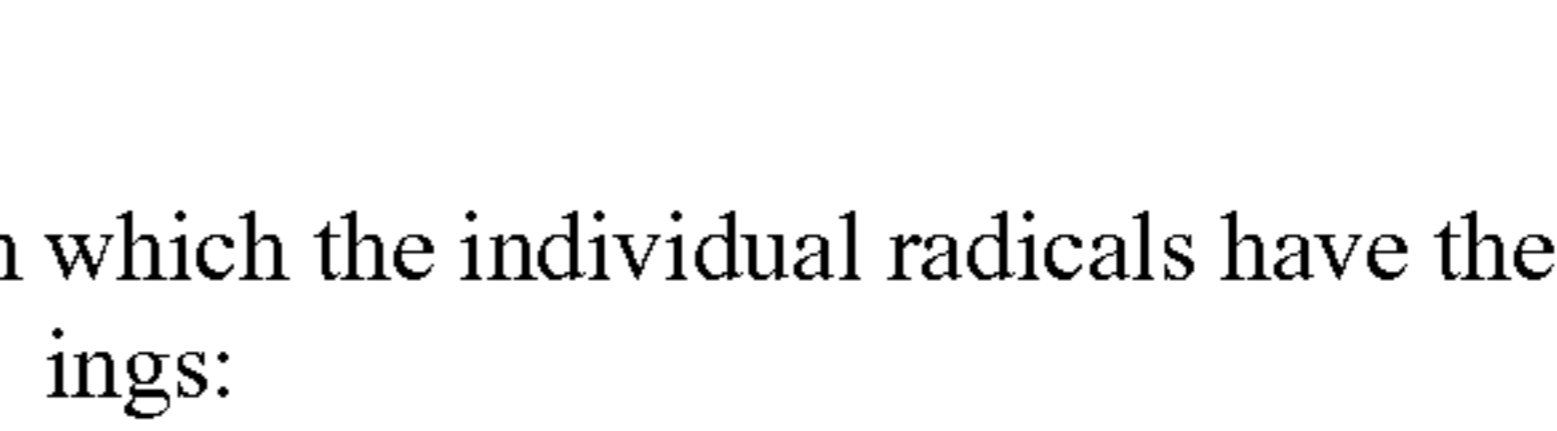 n which the individual radicals have the
ings: